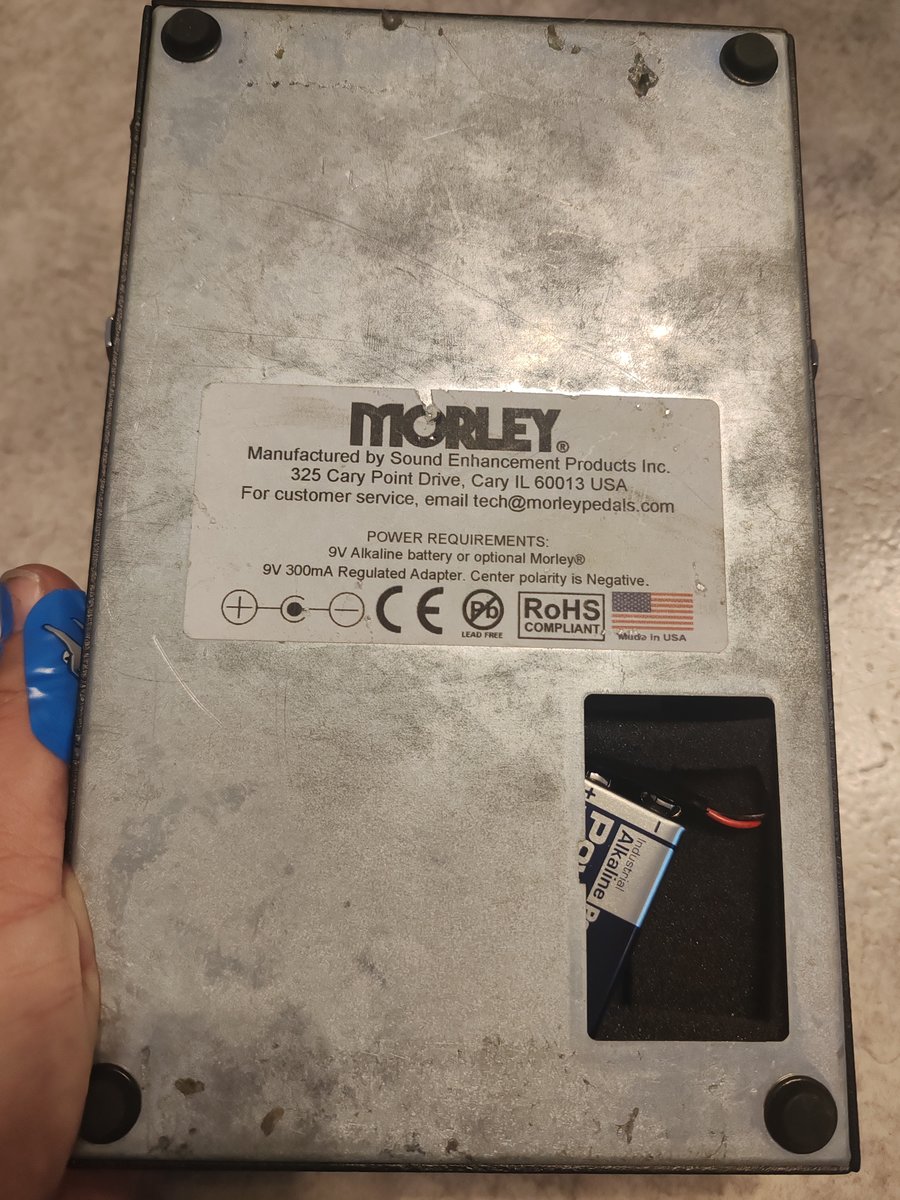 MORLEY®
Manufactured by Sound Enhancement Products Inc.
325 Cary Point Drive, Cary IL 60013 USA
For customer service, email tech@morleypedals.com
POWER REQUIREMENTS:
9V Alkaline battery or optional Morley®
9V 300mA Regulated Adapter. Center polarity is Negative.
+ − CE Pb RoHS
LEAD FREE COMPLIANT Made in USA
+ −
Industrial
Alkaline